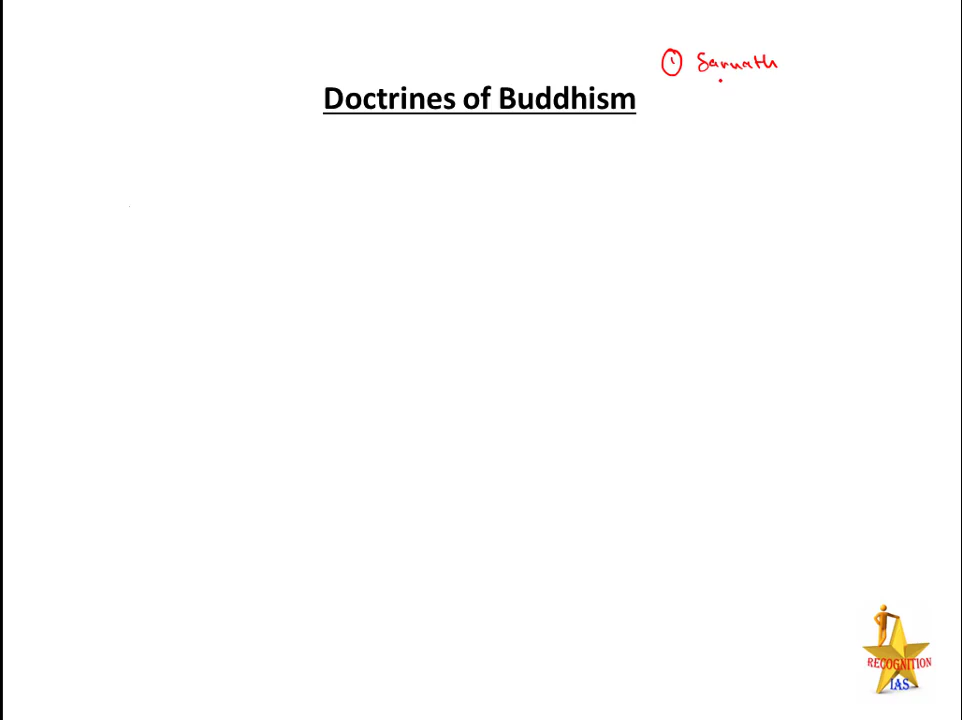 ① Sarnath
Doctrines of Buddhism
RECOGNITION
IAS